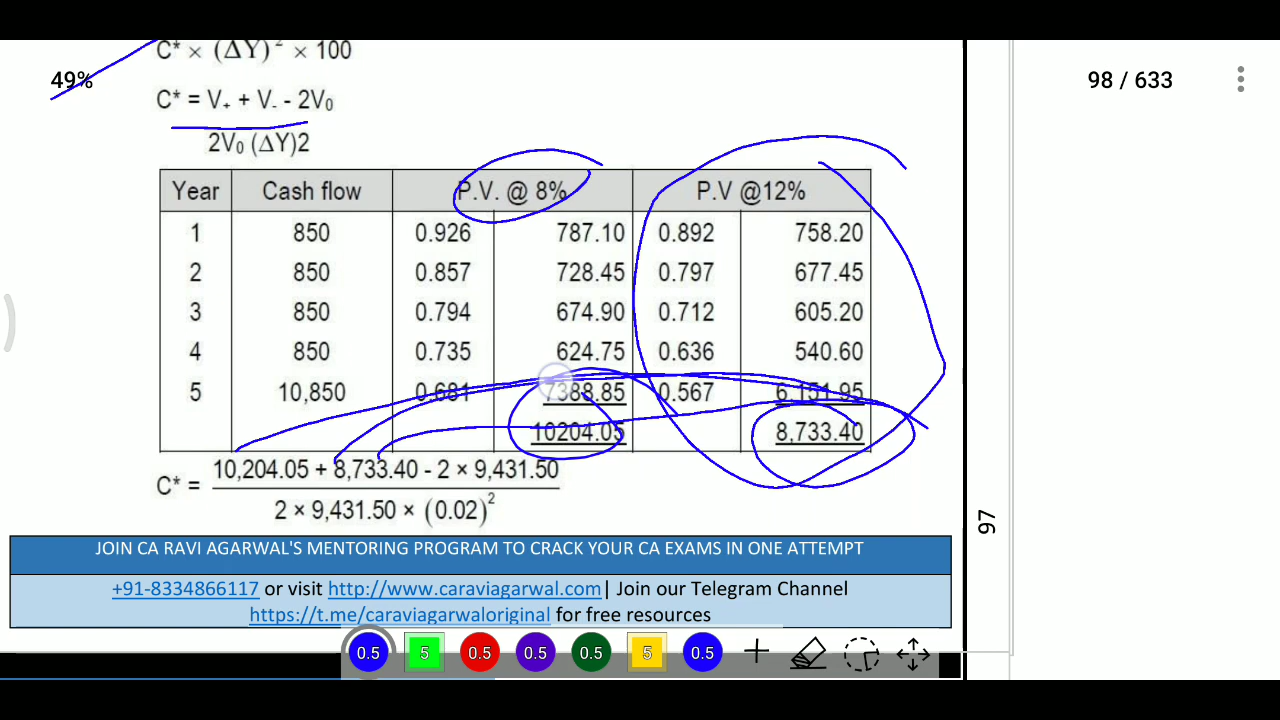 C* × (ΔY)² × 100
49%
98 / 633
C* = V₊ + V₋ - 2V₀
2V₀ (ΔY)2
Year Cash flow P.V. @ 8% P.V @12%
1 850 0.926 787.10 0.892 758.20
2 850 0.857 728.45 0.797 677.45
3 850 0.794 674.90 0.712 605.20
4 850 0.735 624.75 0.636 540.60
5 10,850 0.681 7388.85 0.567 6,151.95
10204.05 8,733.40
C* = 10,204.05 + 8,733.40 - 2 × 9,431.50
2 × 9,431.50 × (0.02)²
97
JOIN CA RAVI AGARWAL'S MENTORING PROGRAM TO CRACK YOUR CA EXAMS IN ONE ATTEMPT
+91-8334866117 or visit http://www.caraviagarwal.com| Join our Telegram Channel
https://t.me/caraviagarwaloriginal for free resources
0.5 5 0.5 0.5 0.5 5 0.5